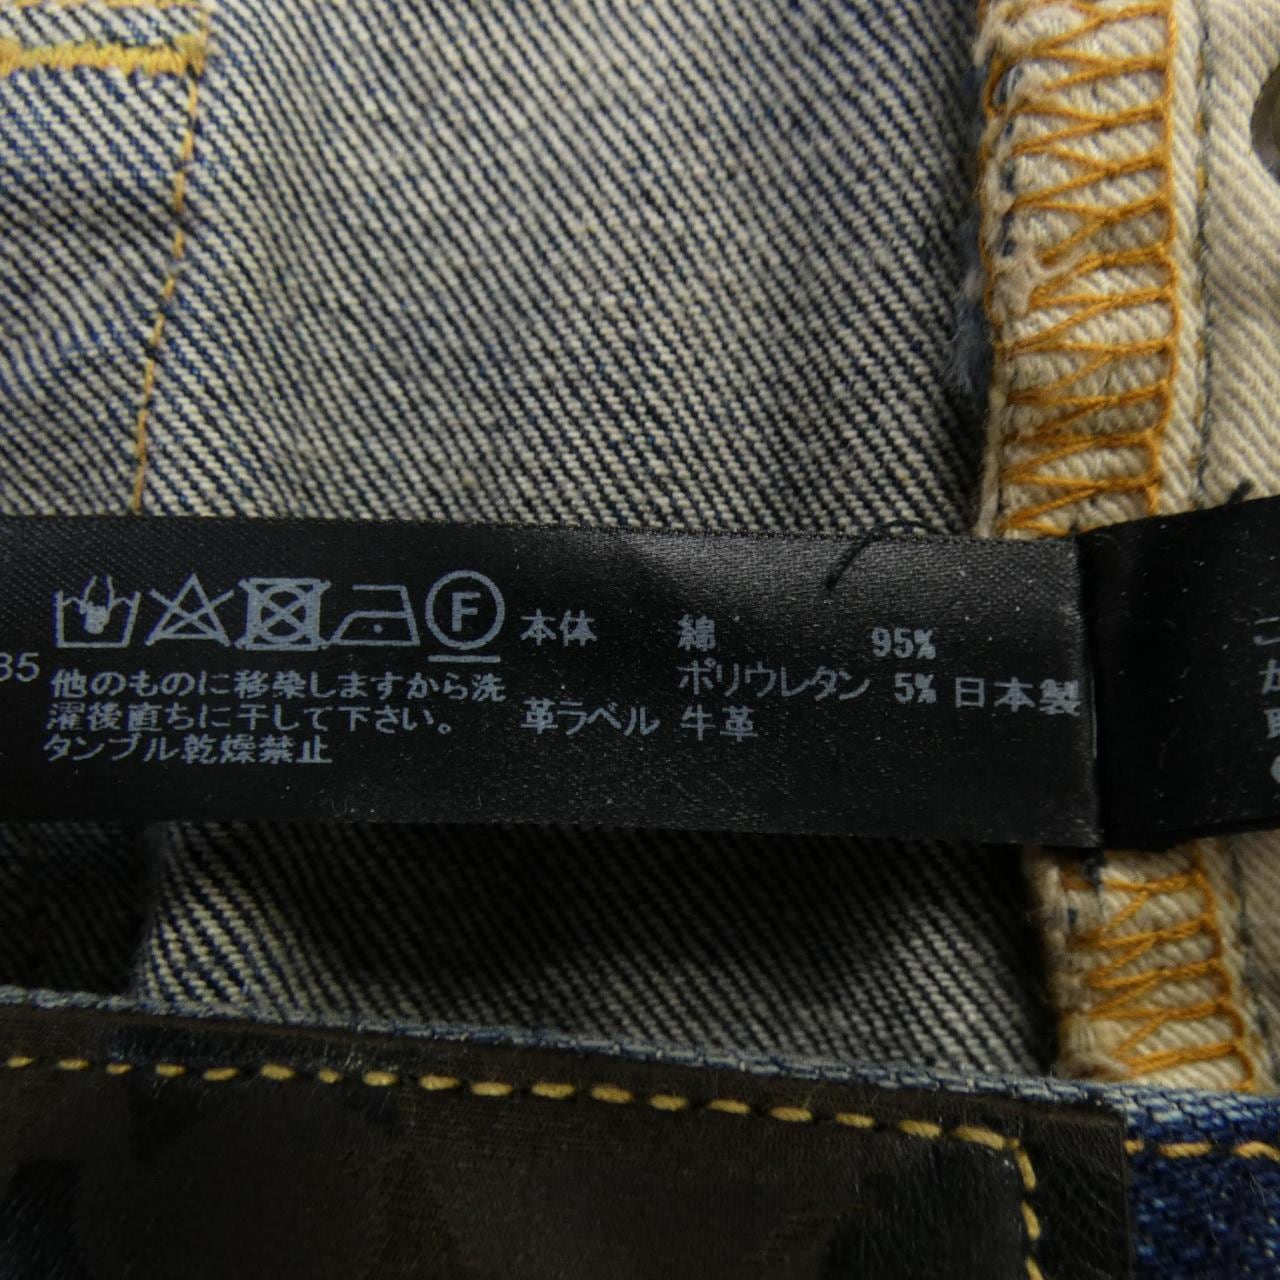 F
本体 綿 95%
ポリウレタン 5% 日本製
革ラベル 牛革
35
他のものに移染しますから洗
濯後直ちに干して下さい。
タンブル乾燥禁止